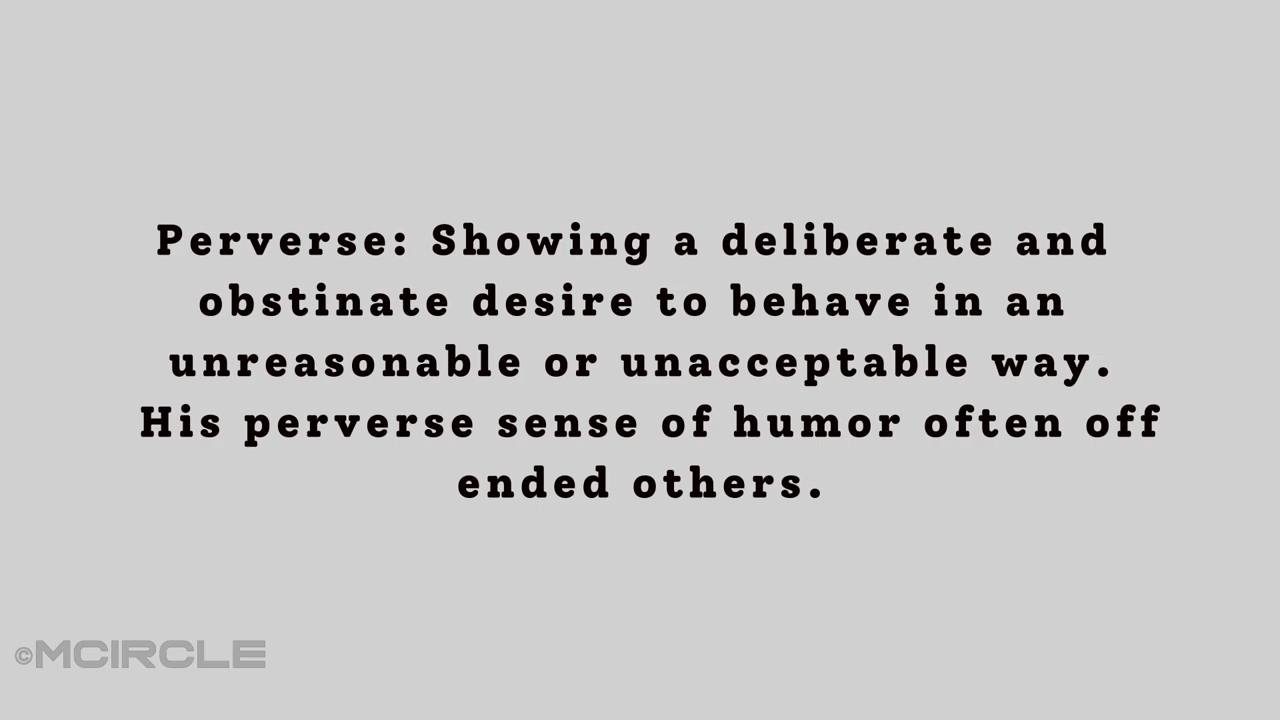 Perverse: Showing a deliberate and
obstinate desire to behave in an
unreasonable or unacceptable way.
His perverse sense of humor often off
ended others.
©MCIRCLE